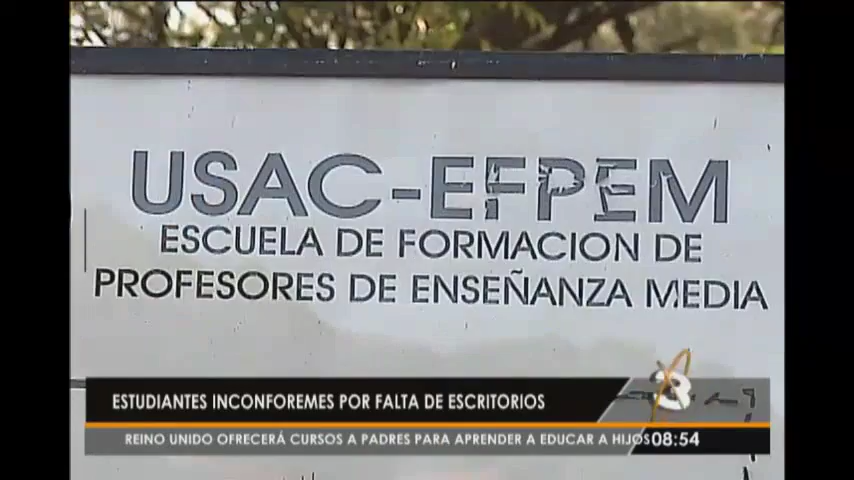 USAC-EFPEM
ESCUELA DE FORMACION DE
PROFESORES DE ENSEÑANZA MEDIA
ESTUDIANTES INCONFOREMES POR FALTA DE ESCRITORIOS
3
REINO UNIDO OFRECERÁ CURSOS A PADRES PARA APRENDER A EDUCAR A HIJOS 08:54